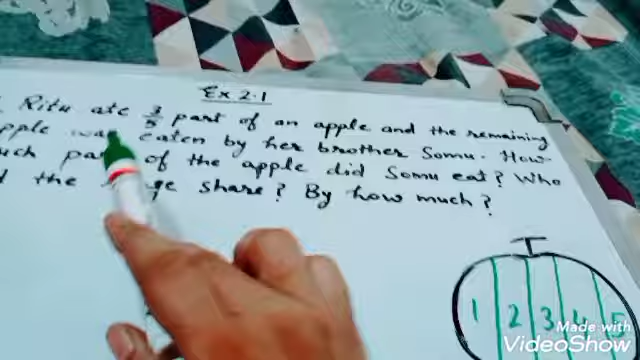 Ex.2.1
Ritu ate 3/5 part of an apple and the remaining
apple was eaten by her brother Somu. How
part of the apple did Somu eat? Who
the share? By how much?
1 2 3 4 5
Made with
VideoShow